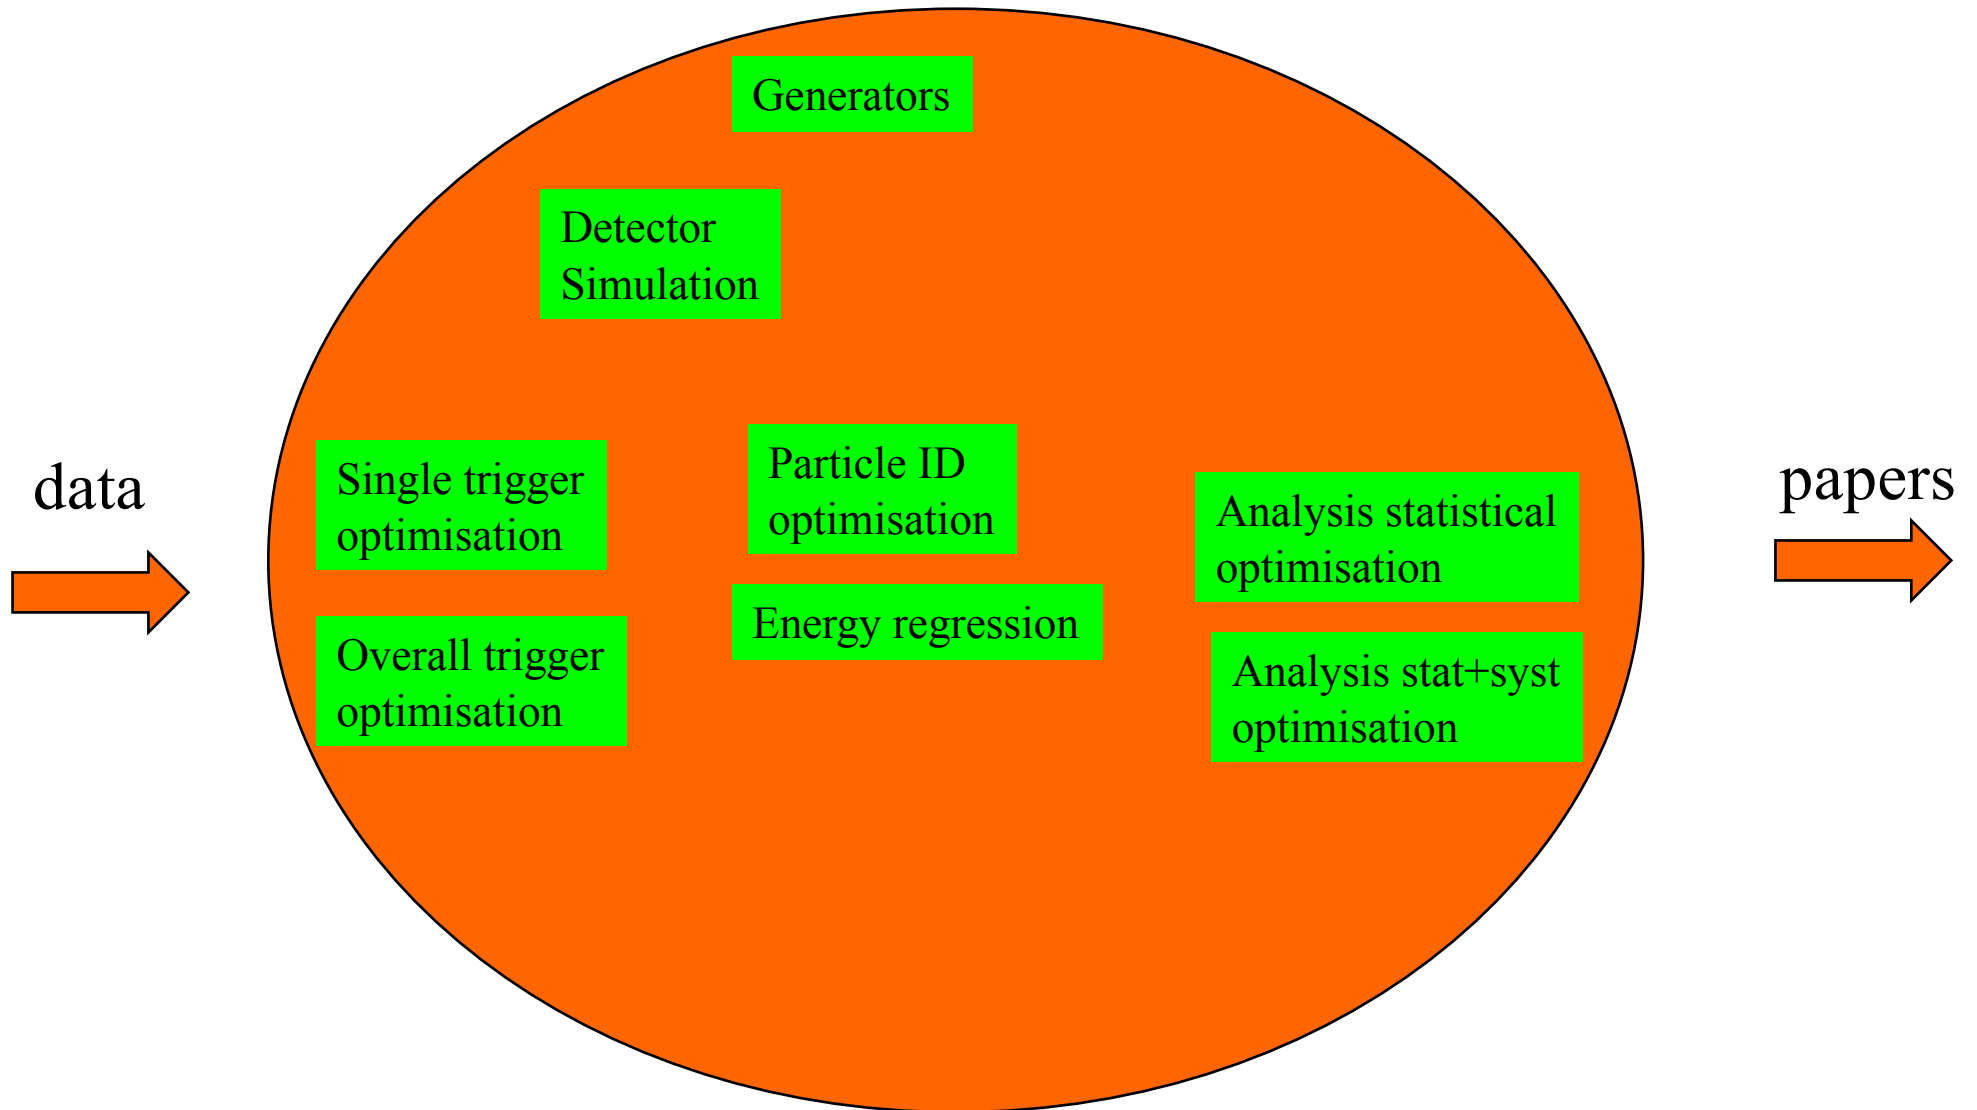 Generators
Detector
Simulation
data
Single trigger
optimisation
Overall trigger
optimisation
Particle ID
optimisation
Energy regression
Analysis statistical
optimisation
Analysis stat+syst
optimisation
papers